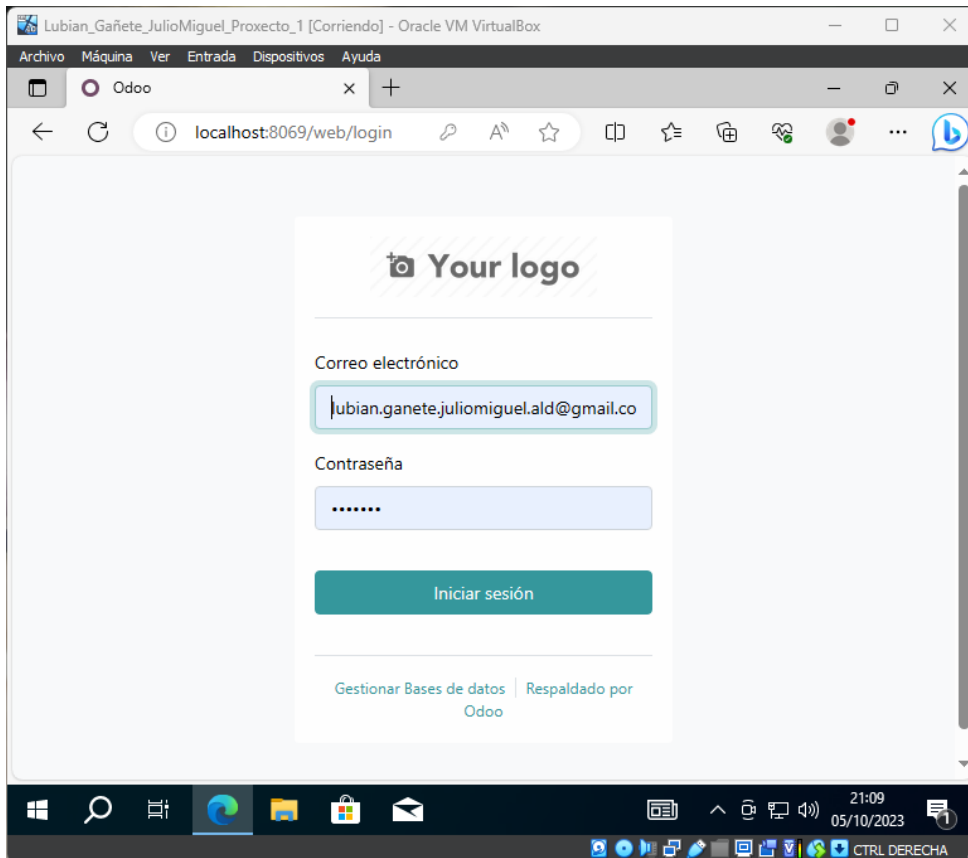 Lubian_Gañete_JulioMiguel_Proxecto_1 [Corriendo] - Oracle VM VirtualBox
Archivo Máquina Ver Entrada Dispositivos Ayuda
Odoo
localhost:8069/web/login
Your logo
Correo electrónico
lubian.ganete.juliomiguel.ald@gmail.co
Contraseña
•••••••
Iniciar sesión
Gestionar Bases de datos Respaldado por
Odoo
21:09
05/10/2023
1
CTRL DERECHA